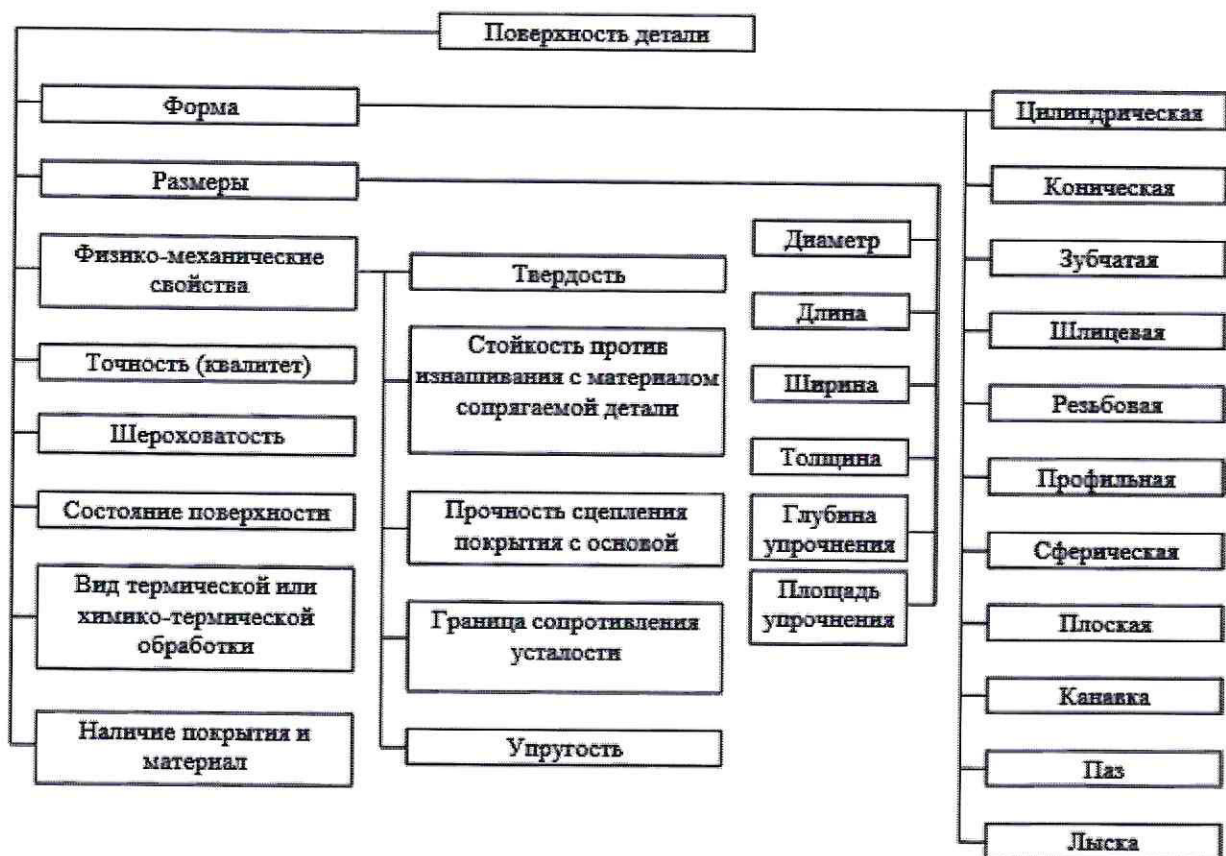 Поверхность детали
Форма
Размеры
Физико-механические
свойства
Точность (квалитет)
Шероховатость
Состояние поверхности
Вид термической или
химико-термической
обработки
Наличие покрытия и
материал
Твердость
Стойкость против
изнашивания с материалом
сопрягаемой детали
Прочность сцепления
покрытия с основой
Граница сопротивления
усталости
Упругость
Диаметр
Длина
Ширина
Толщина
Глубина
упрочнения
Площадь
упрочнения
Цилиндрическая
Коническая
Зубчатая
Шлицевая
Резьбовая
Профильная
Сферическая
Плоская
Канавка
Паз
Лыска